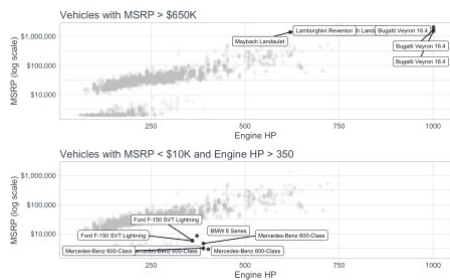 Vehicles with MSRP > $650K
MSRP (log scale)
$1,000,000
$100,000
$10,000
Lamborghini Reventon
Bugatti Veyron 16.4
Maybach Landaulet
Bugatti Veyron 16.4
Bugatti Veyron 16.4
250
500
750
1000
Engine HP
Vehicles with MSRP < $10K and Engine HP > 350
MSRP (log scale)
$1,000,000
$100,000
$10,000
Ford F-150 SVT Lightning
Ford F-150 SVT Lightning
BMW 8 Series
Mercedes-Benz 600-Class
Mercedes-Benz 600-Class
Mercedes-Benz 600-Class
250
500
750
1000
Engine HP